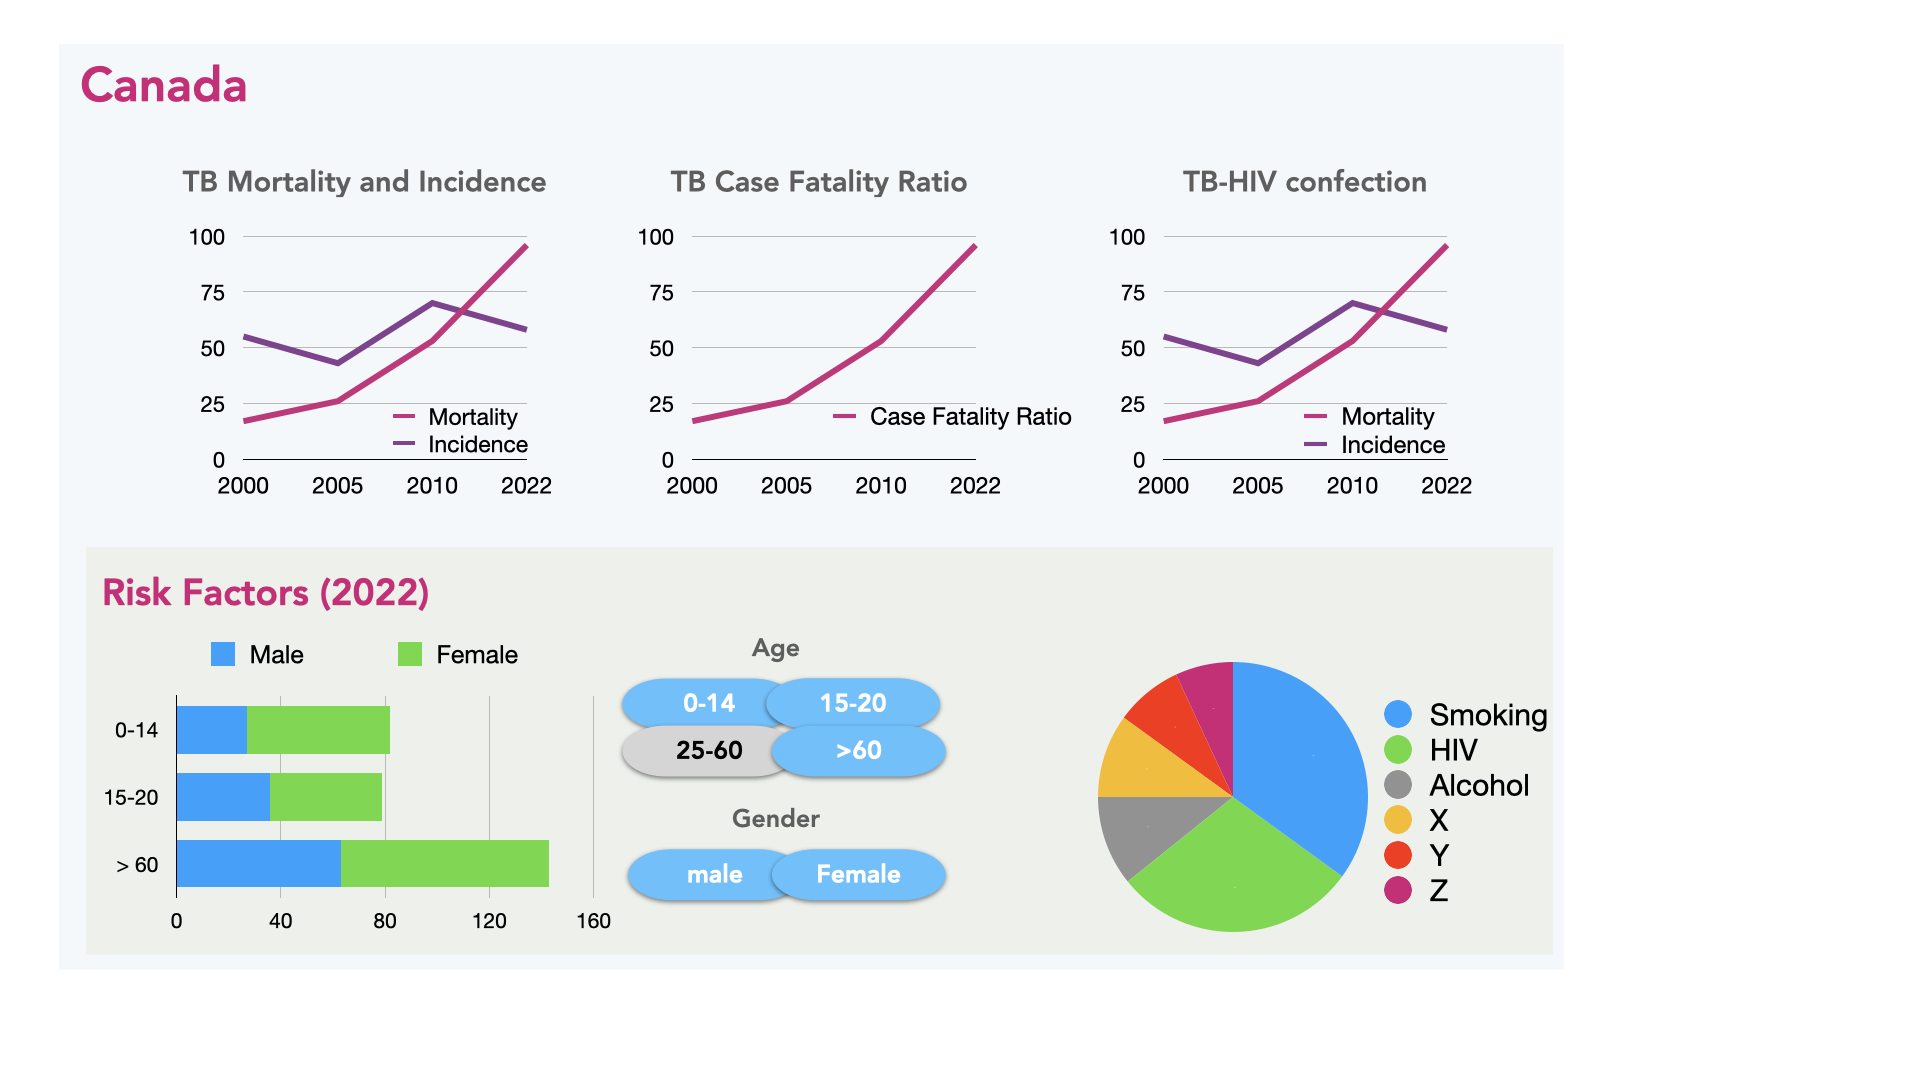 Canada
TB Mortality and Incidence
100
75
50
25
0
Mortality
Incidence
2000 2005 2010 2022
TB Case Fatality Ratio
100
75
50
25
0
Case Fatality Ratio
2000 2005 2010 2022
TB-HIV confection
100
75
50
25
0
Mortality
Incidence
2000 2005 2010 2022
Risk Factors (2022)
Male Female
0-14
15-20
> 60
0 40 80 120 160
Age
0-14 15-20
25-60 >60
Gender
male Female
Smoking
HIV
Alcohol
X
Y
Z